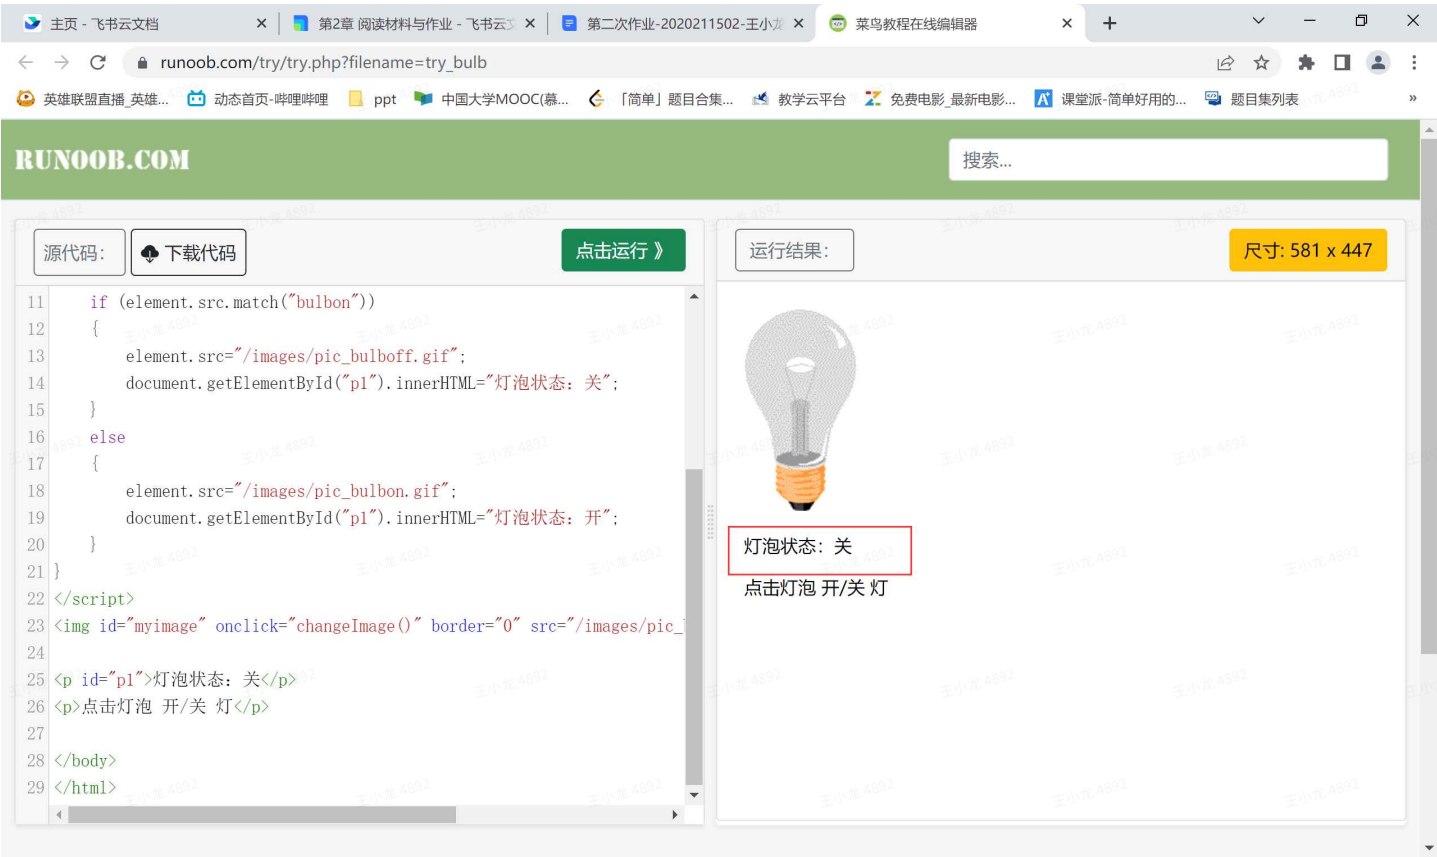 主页 - 飞书云文档
第2章 阅读材料与作业 - 飞书云
第二次作业-2020211502-王小龙
菜鸟教程在线编辑器
runoob.com/try/try.php?filename=try_bulb
英雄联盟直播_英雄...
动态首页-哔哩哔哩
ppt
中国大学MOOC(慕...
「简单」题目合集...
教学云平台
免费电影_最新电影...
课堂派-简单好用的...
题目集列表
»
RUNOOB.COM
搜索...
源代码：
下载代码
点击运行 》
运行结果：
尺寸: 581 x 447
11 if (element.src.match("bulbon"))
12 {
13 element.src="/images/pic_bulboff.gif";
14 document.getElementById("p1").innerHTML="灯泡状态：关";
15 }
16 else
17 {
18 element.src="/images/pic_bulbon.gif";
19 document.getElementById("p1").innerHTML="灯泡状态：开";
20 }
21 }
22 </script>
23 <img id="myimage" onclick="changeImage()" border="0" src="/images/pic_
24
25 <p id="p1">灯泡状态：关</p>
26 <p>点击灯泡 开/关 灯</p>
27
28 </body>
29 </html>
灯泡状态：关
点击灯泡 开/关 灯
王小龙 4892